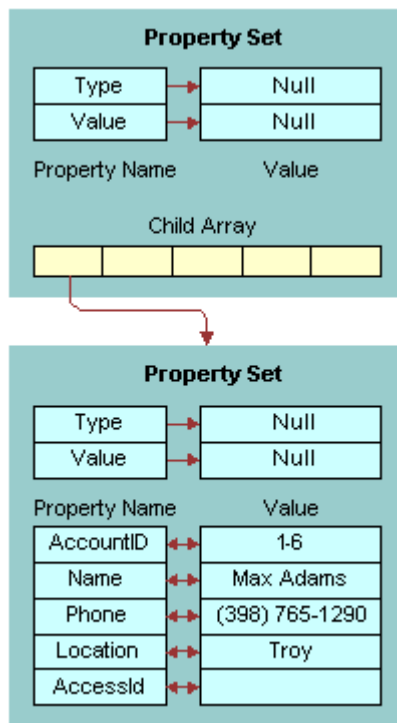 Property Set
Type Null
Value Null
Property Name Value
Child Array
Property Set
Type Null
Value Null
Property Name Value
AccountID 1-6
Name Max Adams
Phone (398) 765-1290
Location Troy
AccessId